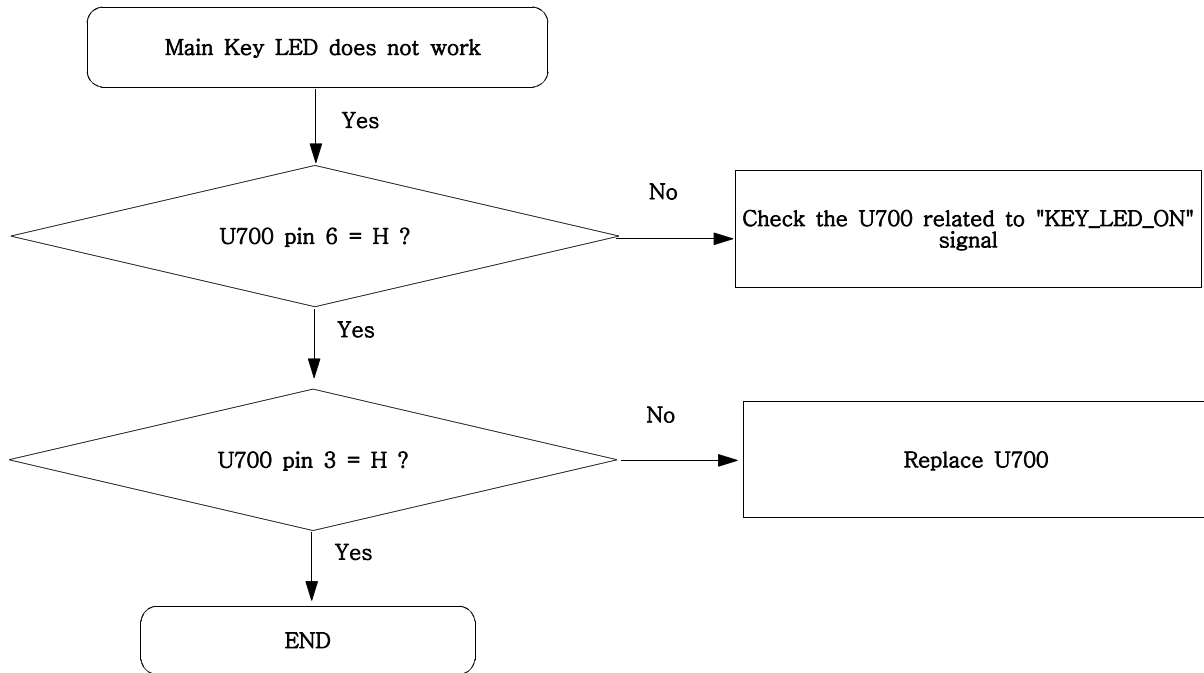 Main Key LED does not work
Yes
U700 pin 6 = H ?
No
Check the U700 related to "KEY_LED_ON"
signal
Yes
U700 pin 3 = H ?
No
Replace U700
Yes
END